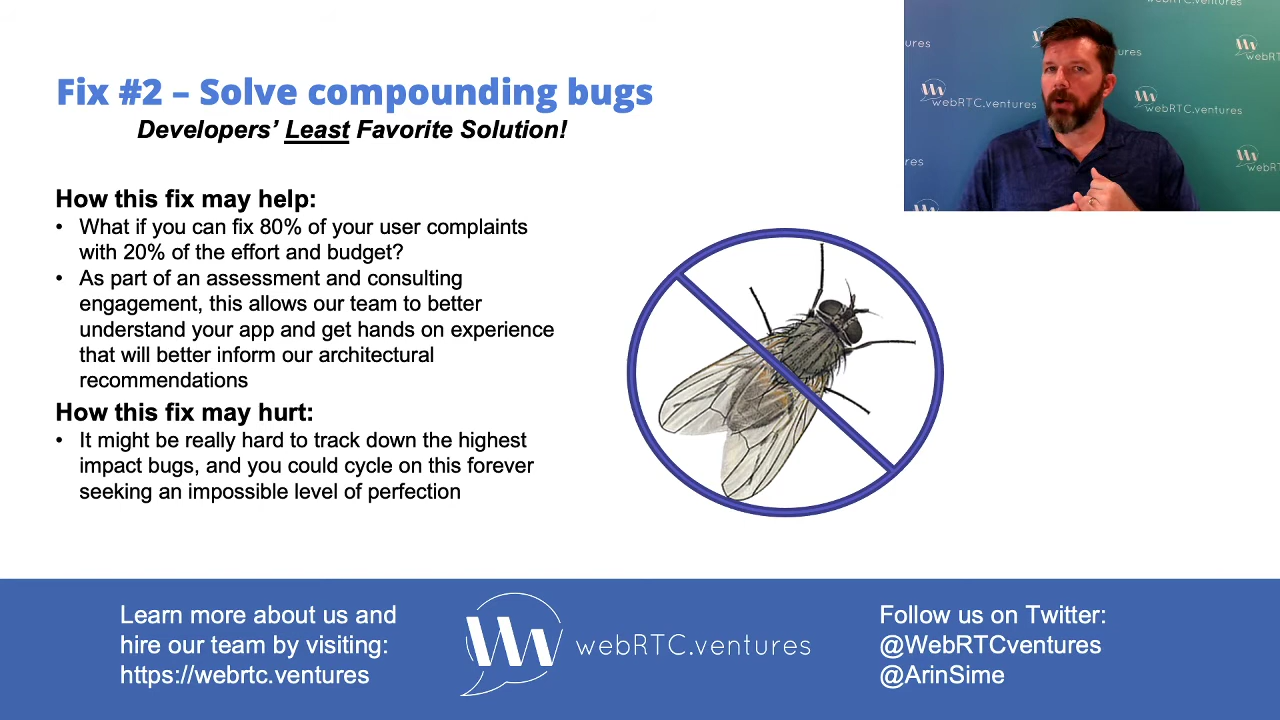 Fix #2 – Solve compounding bugs
Developers’ Least Favorite Solution!
How this fix may help:
• What if you can fix 80% of your user complaints
with 20% of the effort and budget?
• As part of an assessment and consulting
engagement, this allows our team to better
understand your app and get hands on experience
that will better inform our architectural
recommendations
How this fix may hurt:
• It might be really hard to track down the highest
impact bugs, and you could cycle on this forever
seeking an impossible level of perfection
ures
ures
webRTC.ventures
webRTC
webRTC.ventures
webRTC
ures
webRTC
Learn more about us and
hire our team by visiting:
https://webrtc.ventures
webRTC.ventures
Follow us on Twitter:
@WebRTCventures
@ArinSime